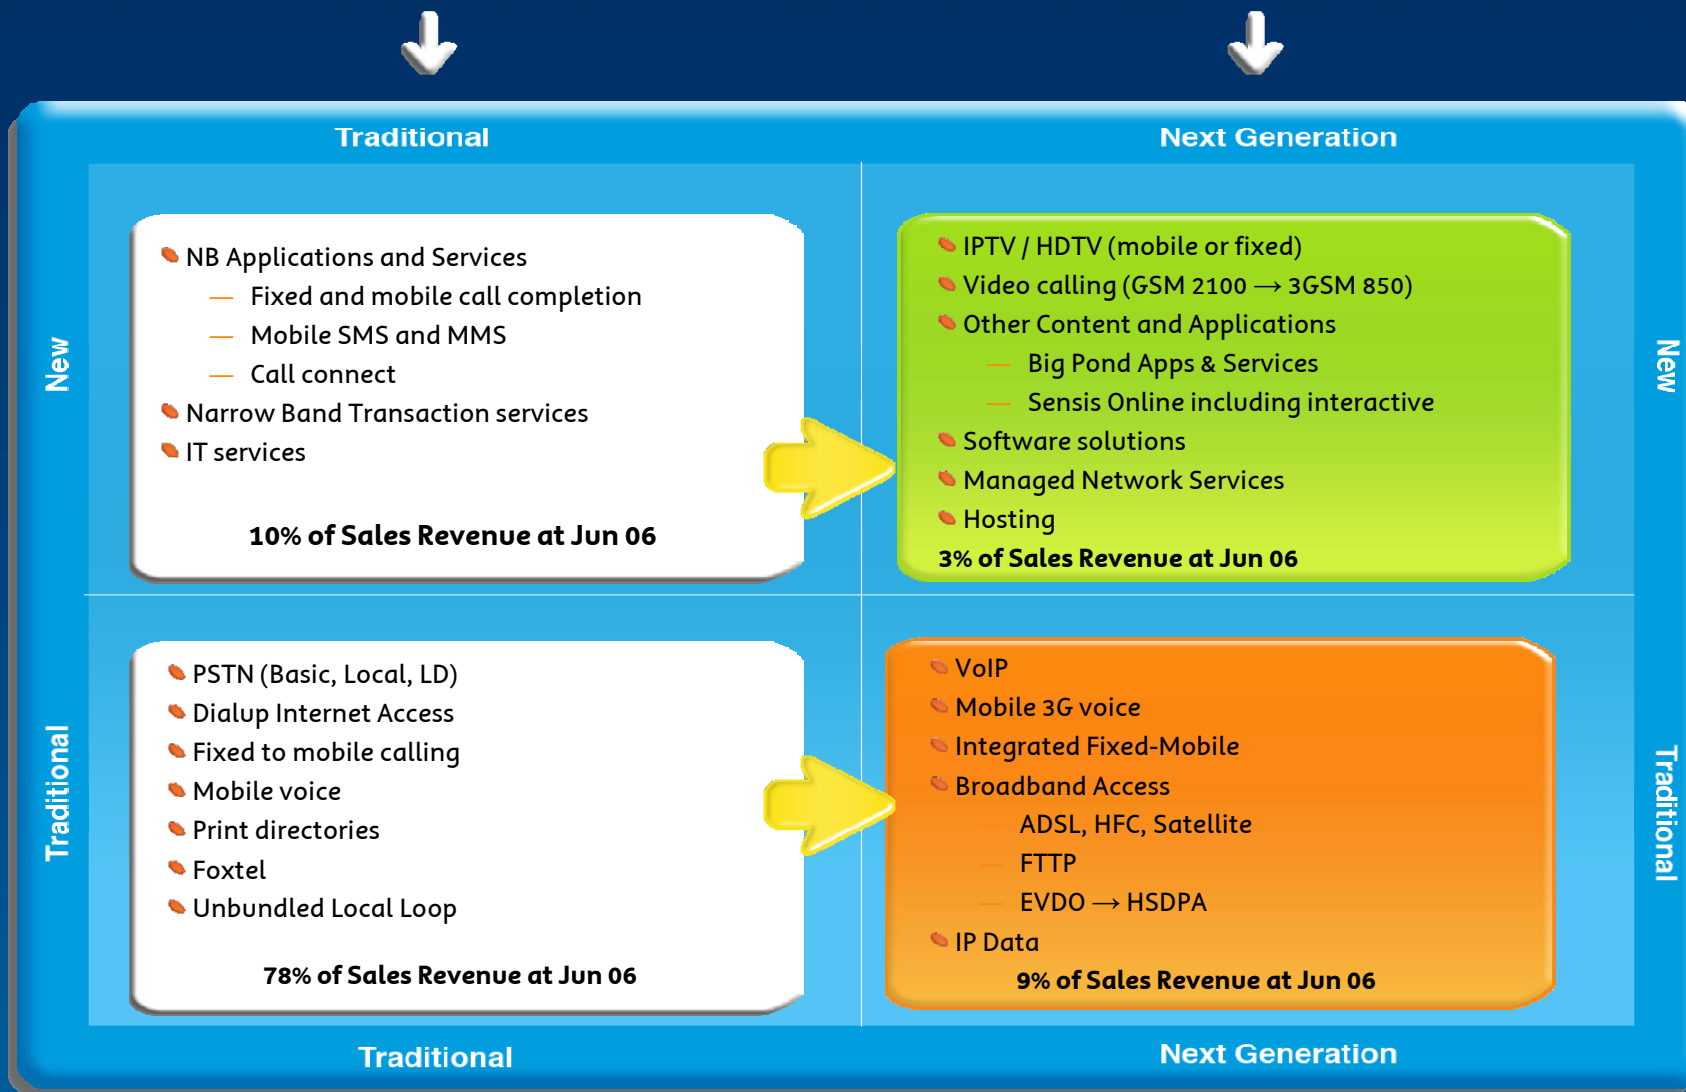 Traditional
Next Generation
New
NB Applications and Services
— Fixed and mobile call completion
— Mobile SMS and MMS
— Call connect
Narrow Band Transaction services
IT services
10% of Sales Revenue at Jun 06
IPTV / HDTV (mobile or fixed)
Video calling (GSM 2100 → 3GSM 850)
Other Content and Applications
— Big Pond Apps & Services
— Sensis Online including interactive
Software solutions
Managed Network Services
Hosting
3% of Sales Revenue at Jun 06
New
Traditional
PSTN (Basic, Local, LD)
Dialup Internet Access
Fixed to mobile calling
Mobile voice
Print directories
Foxtel
Unbundled Local Loop
78% of Sales Revenue at Jun 06
VoIP
Mobile 3G voice
Integrated Fixed-Mobile
Broadband Access
ADSL, HFC, Satellite
— FTTP
— EVDO → HSDPA
IP Data
9% of Sales Revenue at Jun 06
Traditional
Traditional
Next Generation